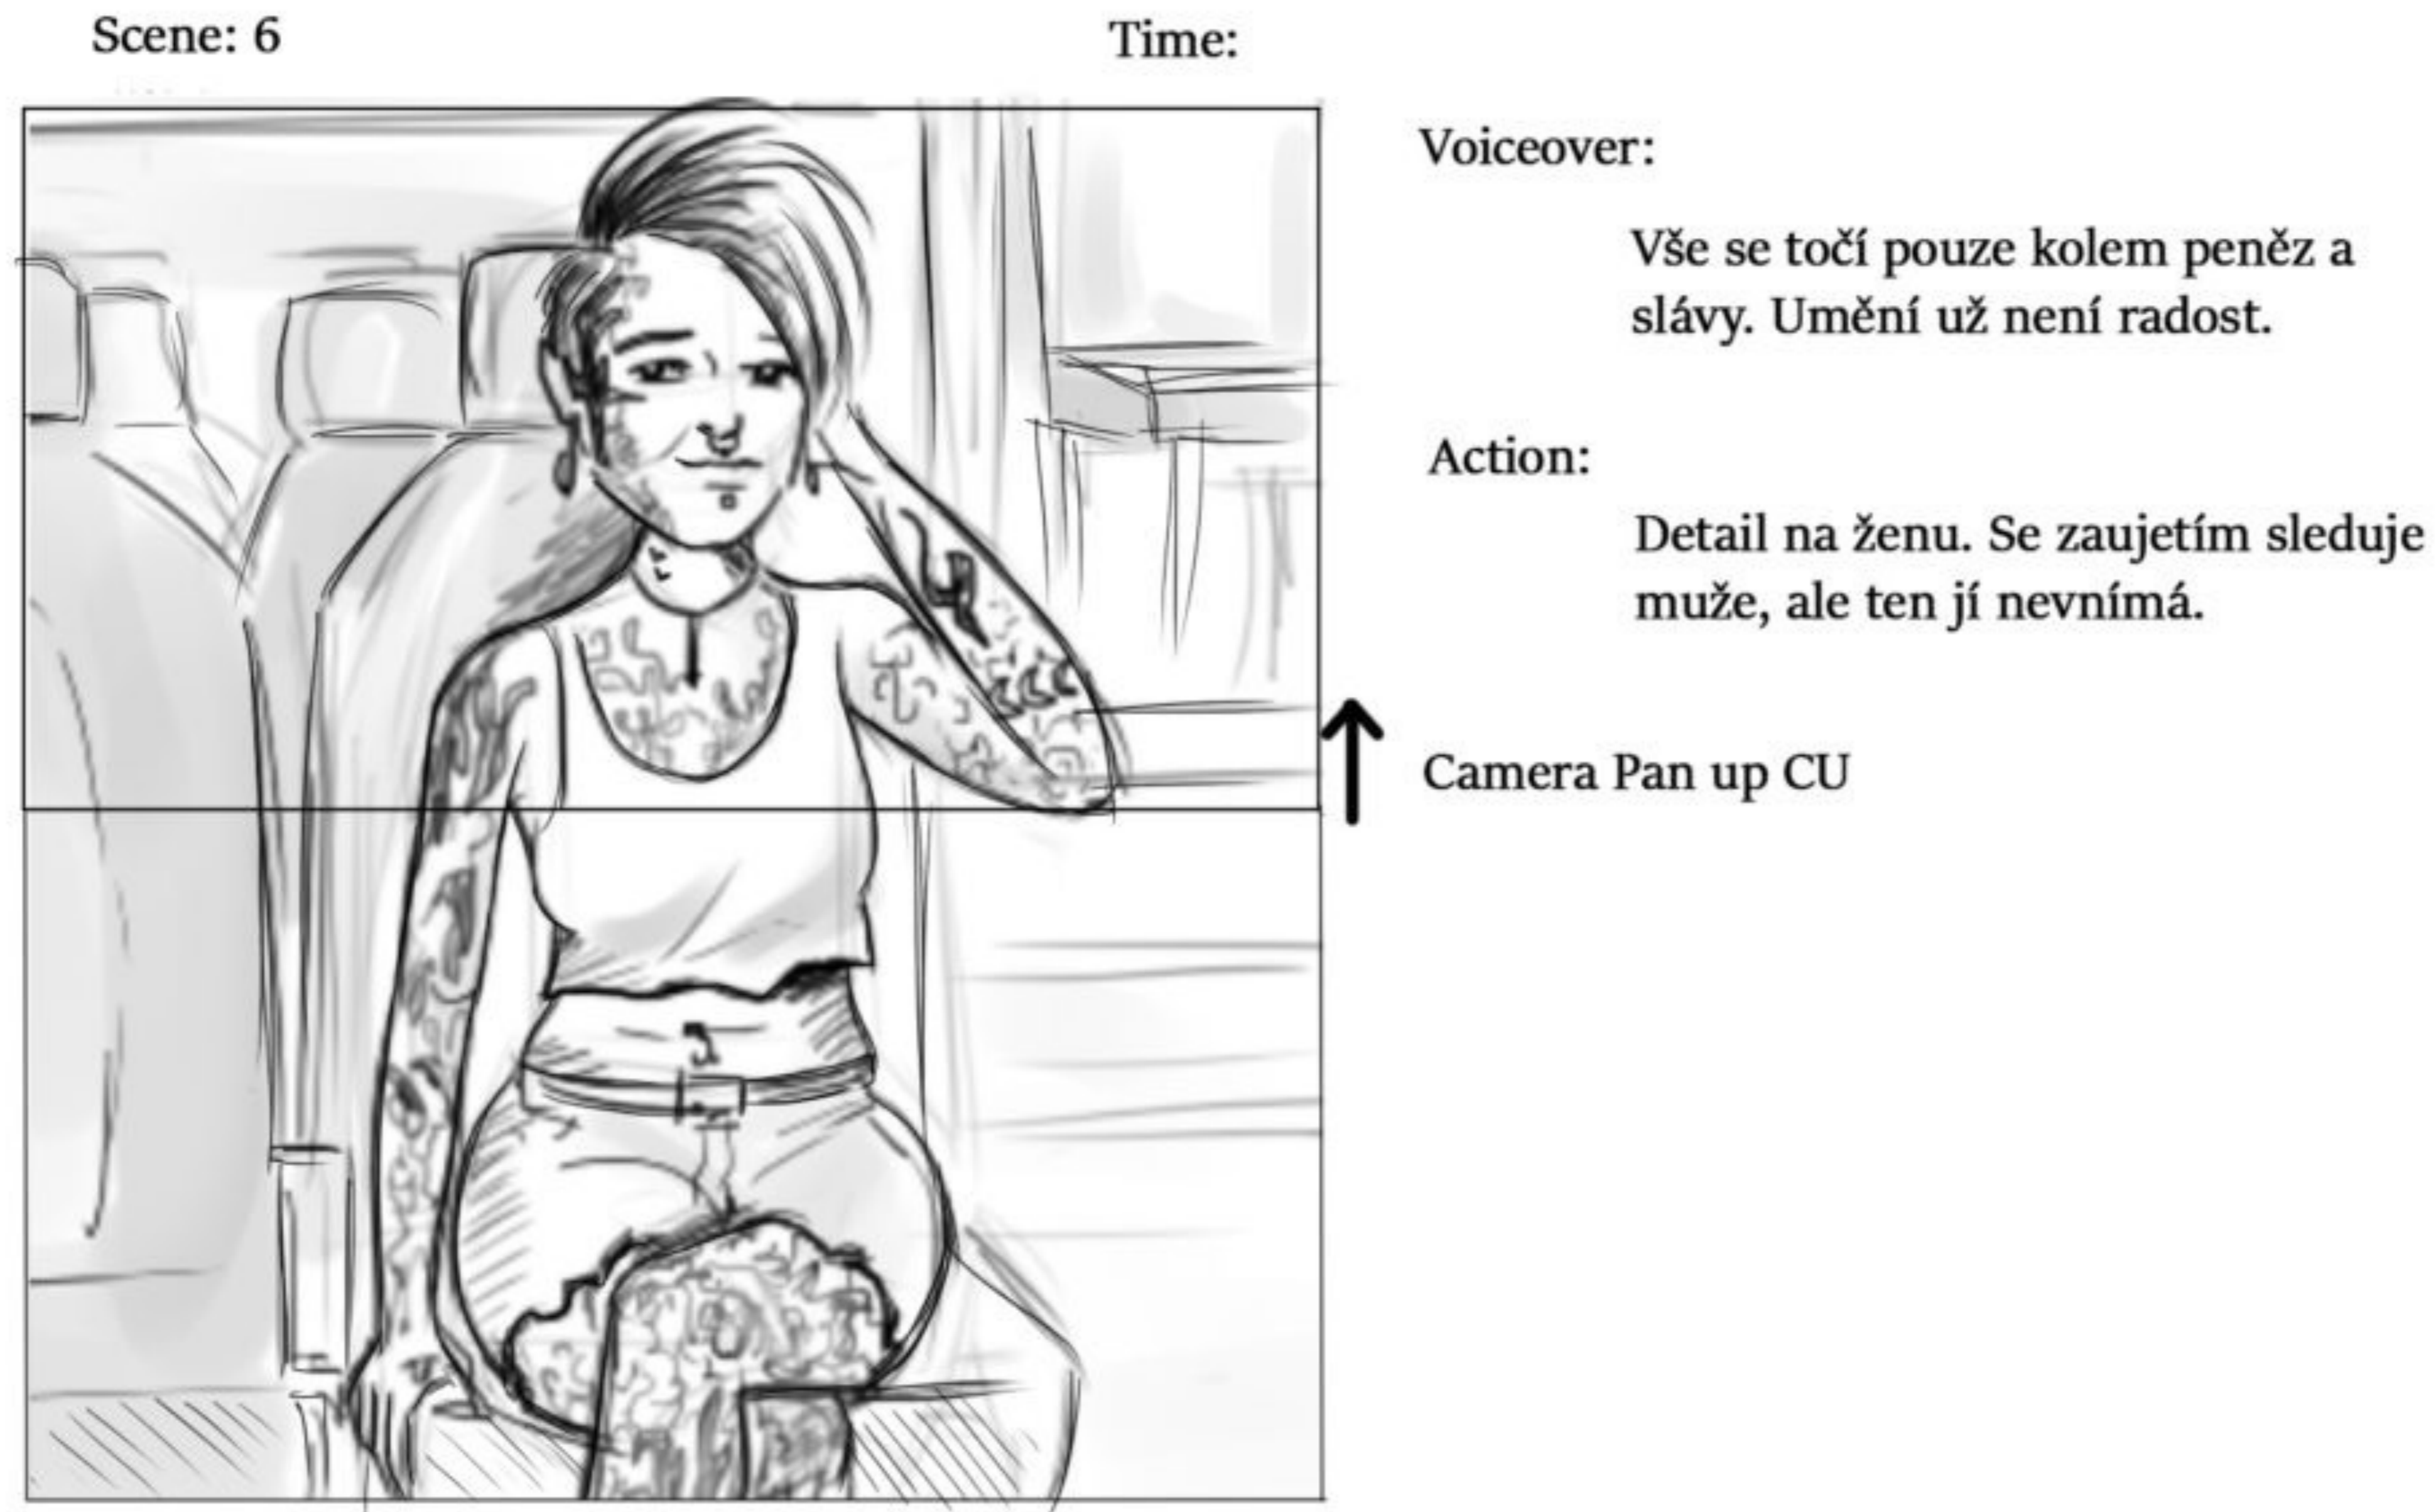 Scene: 6
Time:
Voiceover:
Vše se točí pouze kolem peněz a
slávy. Umění už není radost.
Action:
Detail na ženu. Se zaujetím sleduje
muže, ale ten jí nevnímá.
Camera Pan up CU